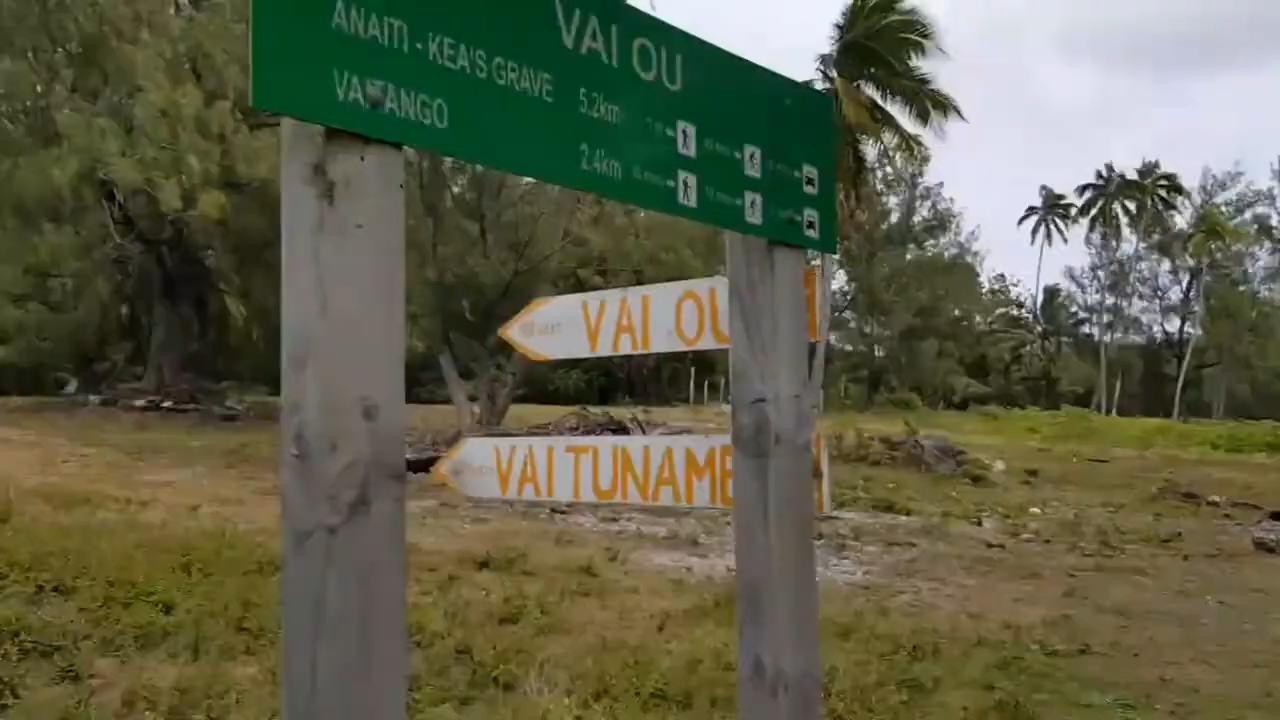 VAI OU
ANAITI - KEA'S GRAVE 5.2km
VAITANGO 2.4km
VAI OU
VAI TUNAME